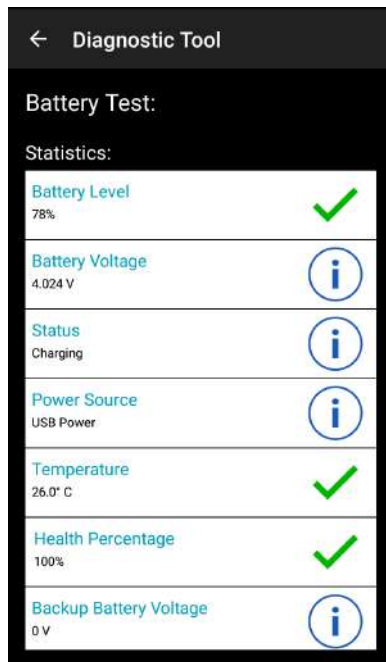 Diagnostic Tool
Battery Test:
Statistics:
Battery Level
78%
Battery Voltage
4.024 V
Status
Charging
Power Source
USB Power
Temperature
26.0° C
Health Percentage
100%
Backup Battery Voltage
0 V